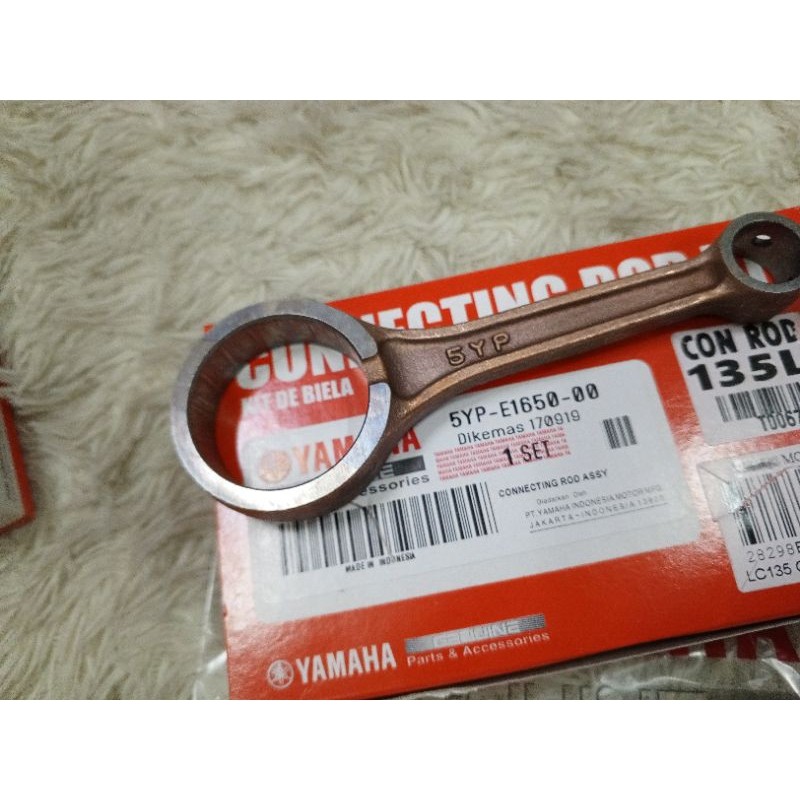 CONNECTING ROD
KIT DE BIELA
5YP
YAMAHA
5YP-E1650-00
Dikemas 170919
1 SET
CONNECTING ROD ASSY
Diedarkan Oleh
PT. YAMAHA INDONESIA MOTOR MFG.
JAKARTA-INDONESIA
MADE IN INDONESIA
CON ROD
135L
28298
LC135
YAMAHA GENUINE
Parts & Accessories